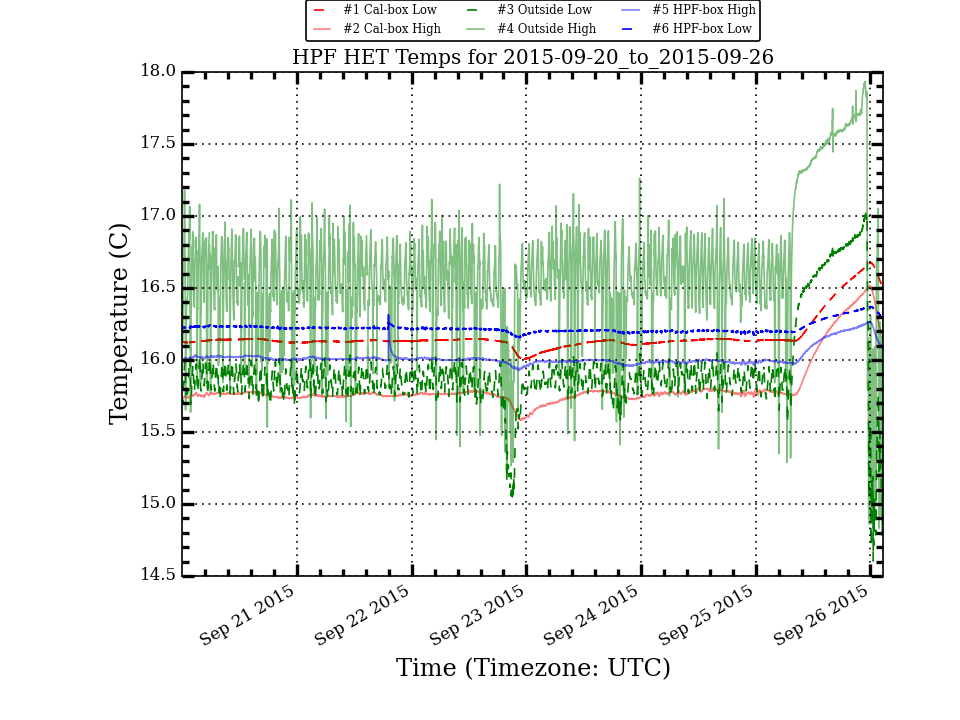 #1 Cal-box Low #3 Outside Low #5 HPF-box High
#2 Cal-box High #4 Outside High #6 HPF-box Low
HPF HET Temps for 2015-09-20_to_2015-09-26
18.0
17.5
17.0
16.5
16.0
15.5
15.0
14.5
Temperature (C)
Sep 21 2015 Sep 22 2015 Sep 23 2015 Sep 24 2015 Sep 25 2015 Sep 26 2015
Time (Timezone: UTC)